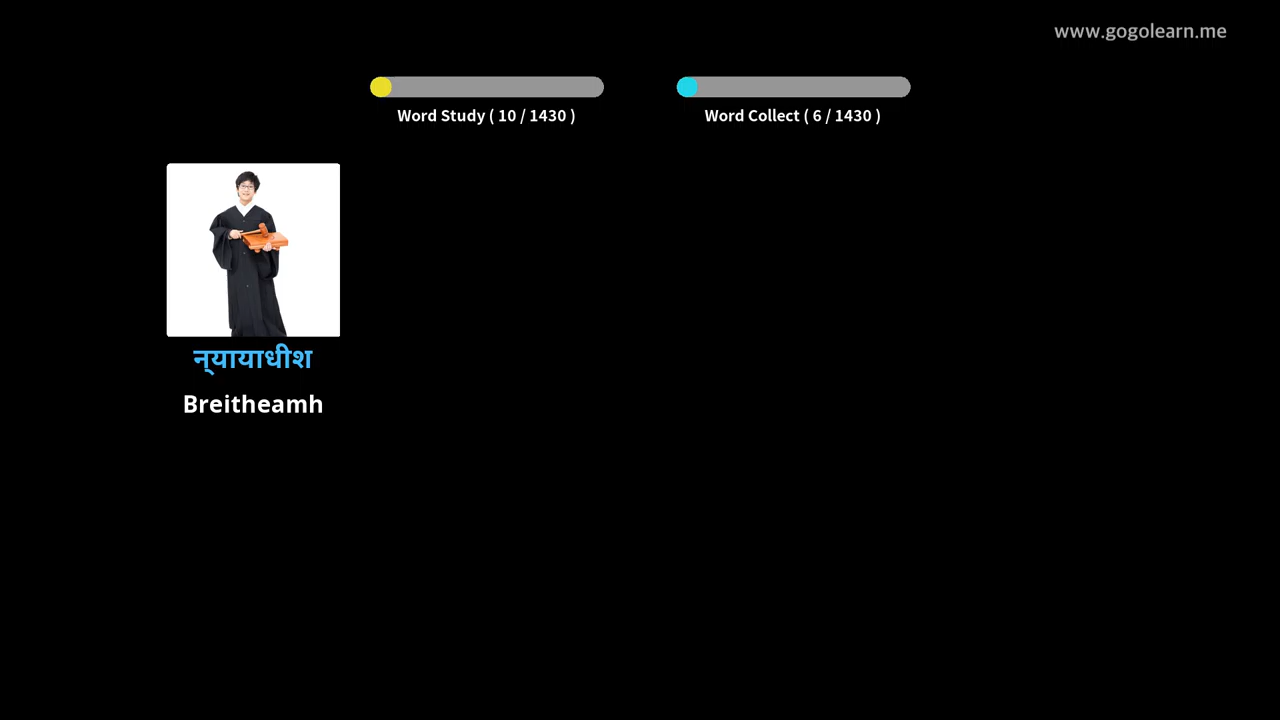 www.gogolearn.me
Word Study ( 10 / 1430 )
Word Collect ( 6 / 1430 )
न्‌यायाधीश
Breitheamh